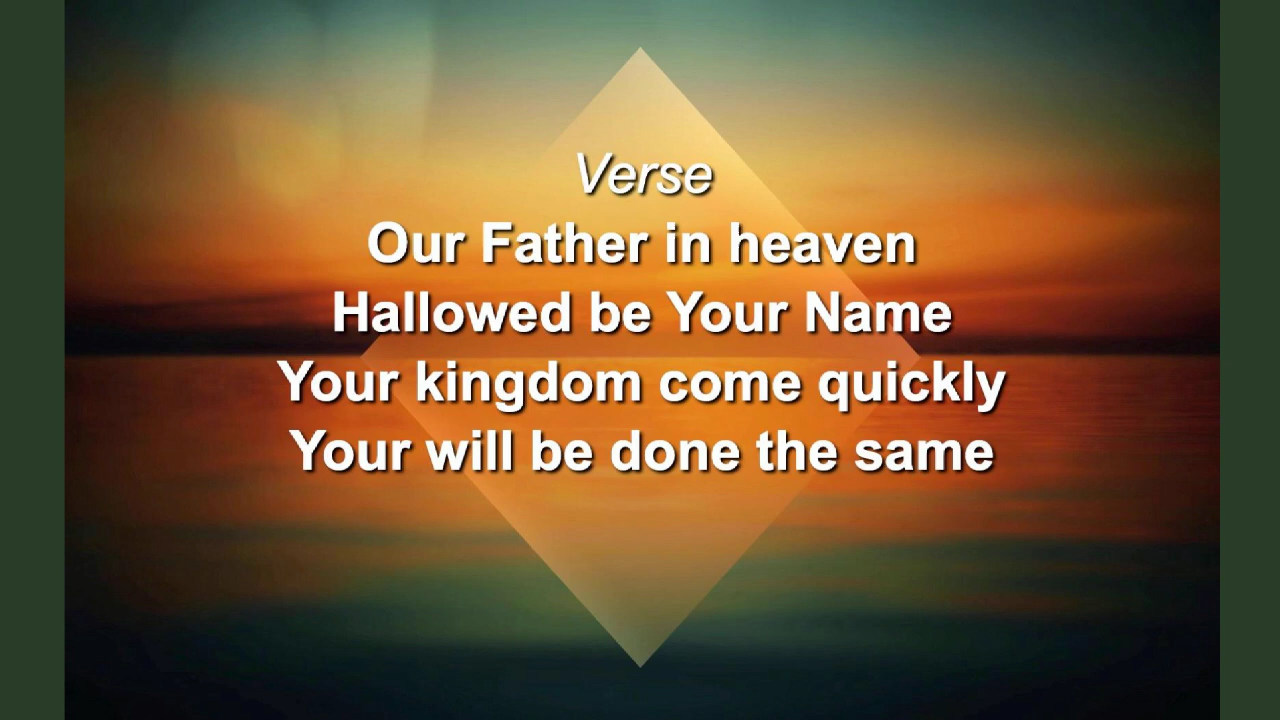 Verse
Our Father in heaven
Hallowed be Your Name
Your kingdom come quickly
Your will be done the same